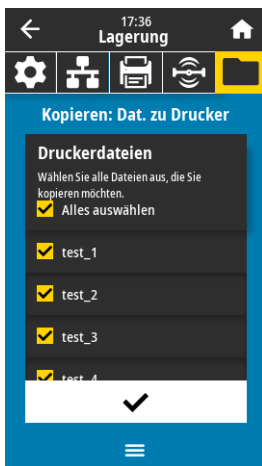 17:36
Lagerung
Kopieren: Dat. zu Drucker
Druckerdateien
Wählen Sie alle Dateien aus, die Sie
kopieren möchten.
Alles auswählen
test_1
test_2
test_3
test_4